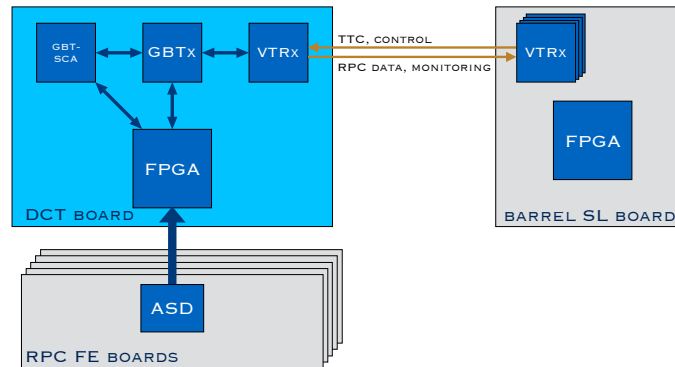 GBT-
SCA
GBTx
VTRx
TTC, CONTROL
RPC DATA, MONITORING
VTRx
FPGA
FPGA
DCT BOARD
BARREL SL BOARD
ASD
RPC FE BOARDS